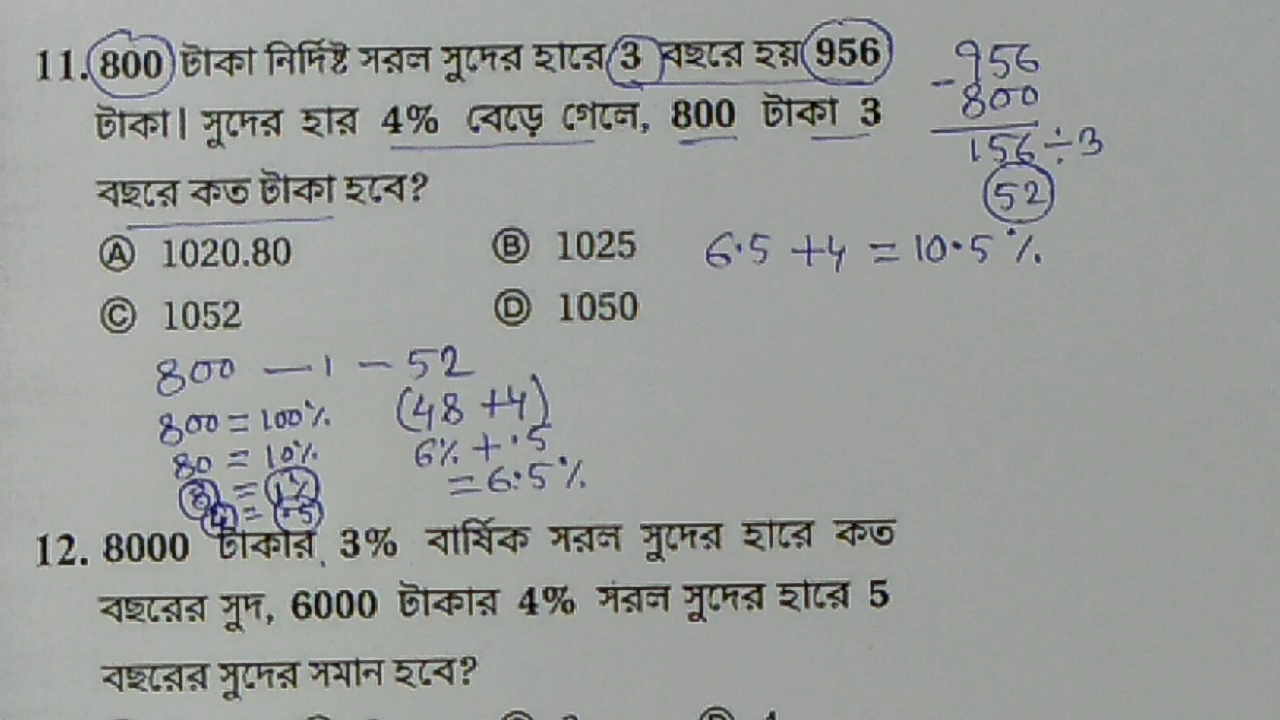 11. 800 টাকা নির্দিষ্ট সরল সুদের হারে 3 বছরে হয় 956
টাকা। সুদের হার 4% বেড়ে গেলে, 800 টাকা 3
বছরে কত টাকা হবে?
956
- 800
156 ÷ 3
52
Ⓐ 1020.80 Ⓑ 1025
6.5 + 4 = 10.5%
Ⓒ 1052 Ⓓ 1050
800 — 1 — 52
800 = 100% (48 + 4)
80 = 10% 6% + .5
8 = 1% = 6.5%
4 = .5
12. 8000 টাকার 3% বার্ষিক সরল সুদের হারে কত
বছরের সুদ, 6000 টাকার 4% সরল সুদের হারে 5
বছরের সুদের সমান হবে?